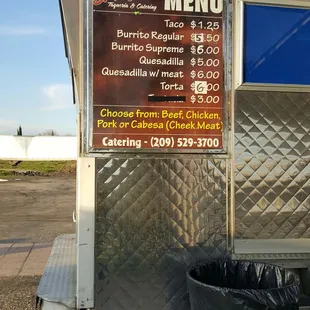 Taqueria & Catering
MENU
Taco $1.25
Burrito Regular $5.50
Burrito Supreme $6.00
Quesadilla $5.00
Quesadilla w/ meat $6.00
Torta $6.00
$3.00
Choose from: Beef, Chicken,
Pork or Cabesa (Cheek Meat)
Catering - (209) 529-3700